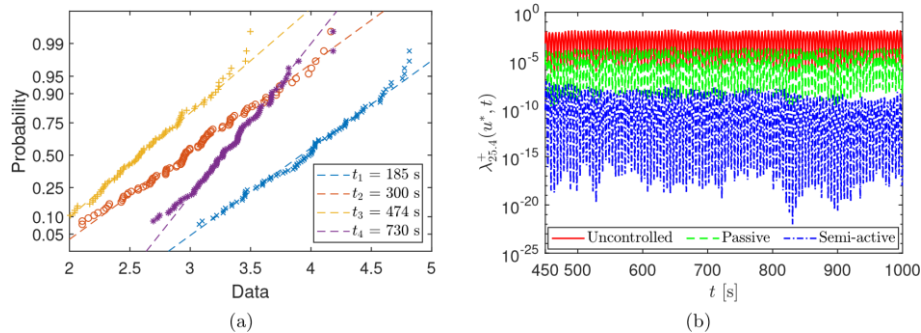 0.99
0.95
0.90
0.75
0.50
0.25
0.10
0.05
Probability
t₁ = 185 s
t₂ = 300 s
t₃ = 474 s
t₄ = 730 s
2 2.5 3 3.5 4 4.5 5
Data
(a)
10⁻⁵
10⁻¹⁰
10⁻¹⁵
10⁻²⁰
10⁻²⁵
λ⁺₂₅.₄(u*, t)
Uncontrolled Passive Semi-active
450 500 600 700 800 900 1000
t [s]
(b)